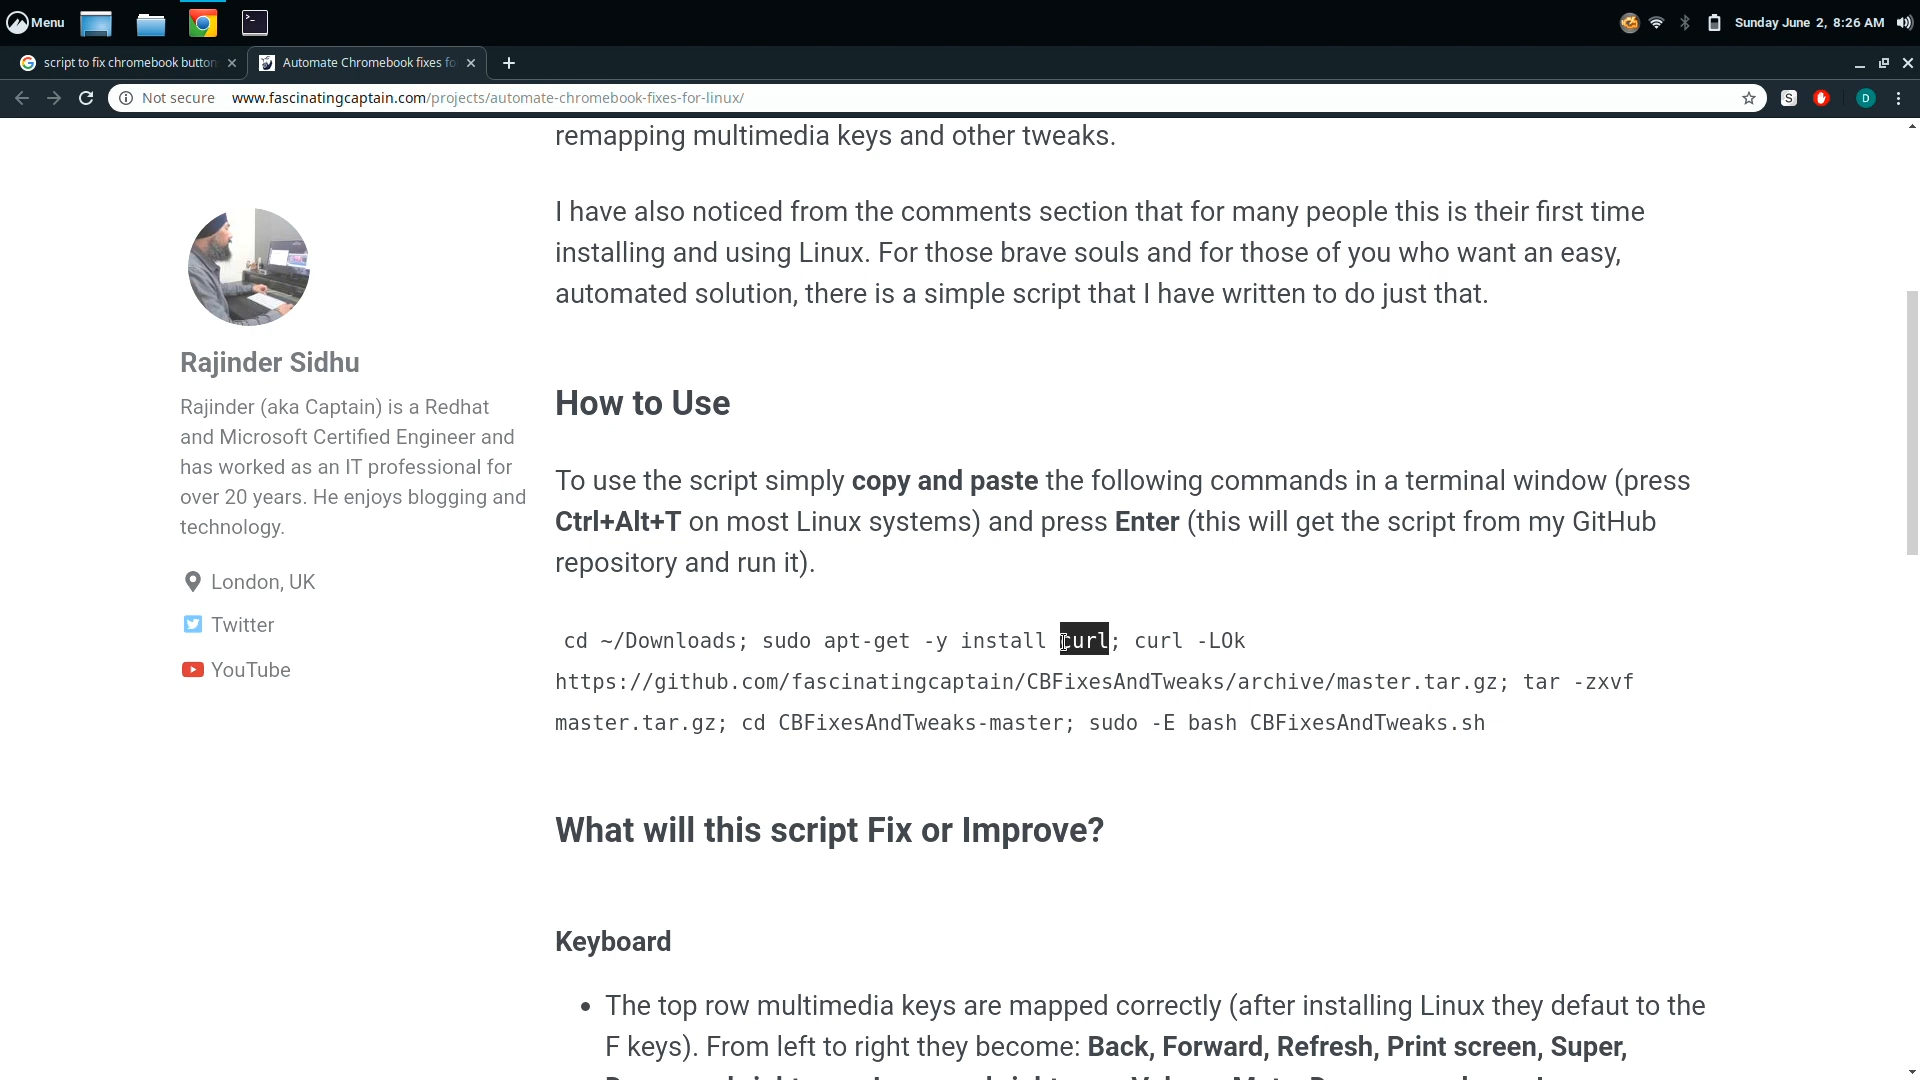 Menu
Sunday June 2, 8:26 AM
script to fix chromebook button
Automate Chromebook fixes fo
Not secure www.fascinatingcaptain.com/projects/automate-chromebook-fixes-for-linux/
S
D
remapping multimedia keys and other tweaks.
I have also noticed from the comments section that for many people this is their first time
installing and using Linux. For those brave souls and for those of you who want an easy,
automated solution, there is a simple script that I have written to do just that.
Rajinder Sidhu
Rajinder (aka Captain) is a Redhat
and Microsoft Certified Engineer and
has worked as an IT professional for
over 20 years. He enjoys blogging and
technology.
London, UK
Twitter
YouTube
How to Use
To use the script simply copy and paste the following commands in a terminal window (press
Ctrl+Alt+T on most Linux systems) and press Enter (this will get the script from my GitHub
repository and run it).
cd ~/Downloads; sudo apt-get -y install curl; curl -LOk
https://github.com/fascinatingcaptain/CBFixesAndTweaks/archive/master.tar.gz; tar -zxvf
master.tar.gz; cd CBFixesAndTweaks-master; sudo -E bash CBFixesAndTweaks.sh
What will this script Fix or Improve?
Keyboard
• The top row multimedia keys are mapped correctly (after installing Linux they defaut to the
F keys). From left to right they become: Back, Forward, Refresh, Print screen, Super,